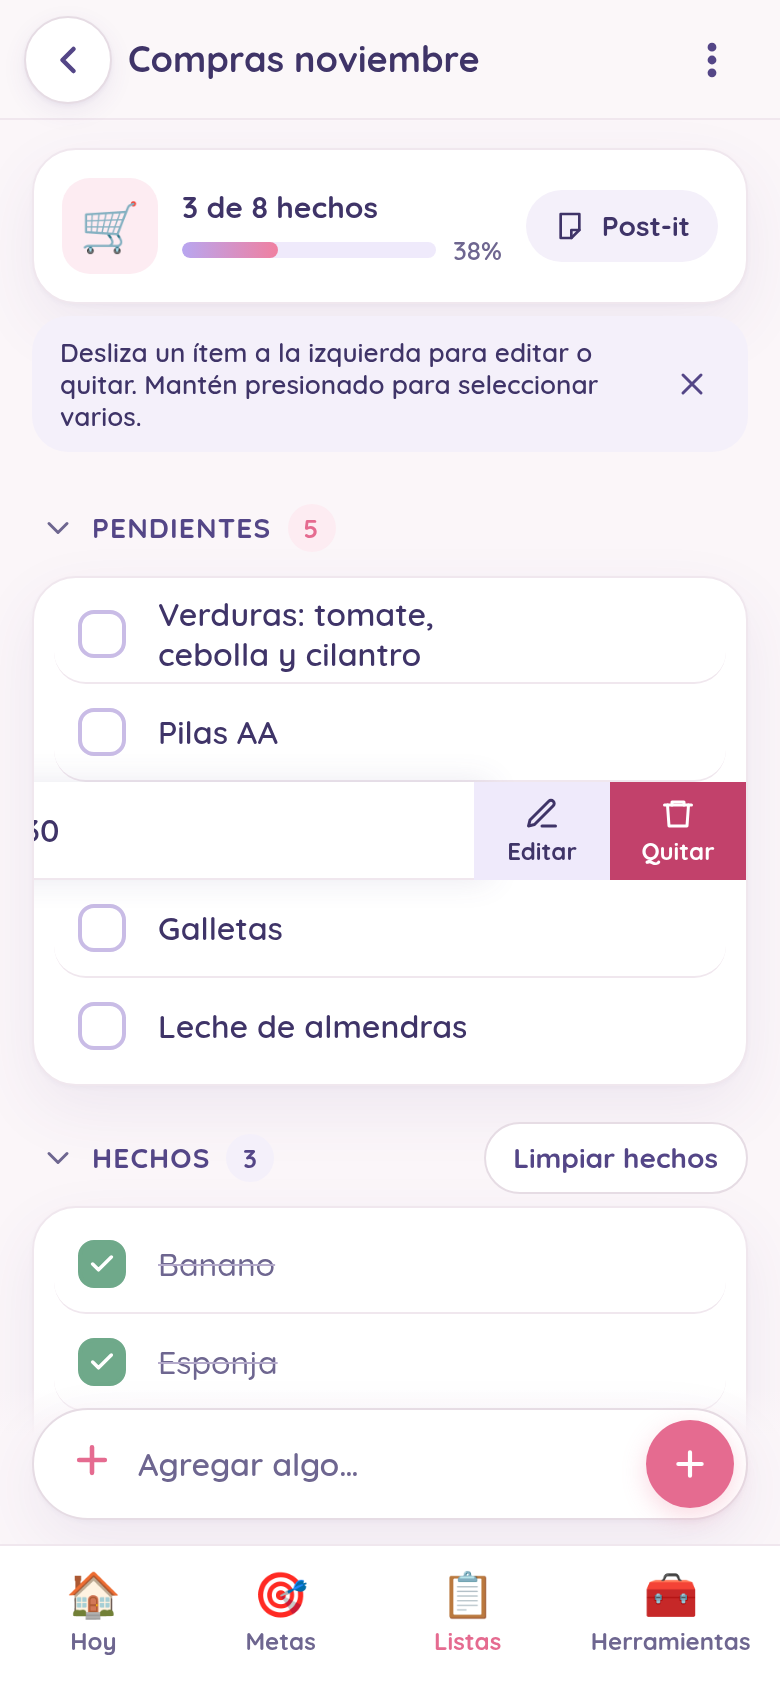 Compras noviembre
3 de 8 hechos
38%
Post-it
Desliza un ítem a la izquierda para editar o
quitar. Mantén presionado para seleccionar
varios.
PENDIENTES 5
Verduras: tomate,
cebolla y cilantro
Pilas AA
Editar
Quitar
Galletas
Leche de almendras
HECHOS 3
Limpiar hechos
Banano
Esponja
Agregar algo...
Hoy
Metas
Listas
Herramientas